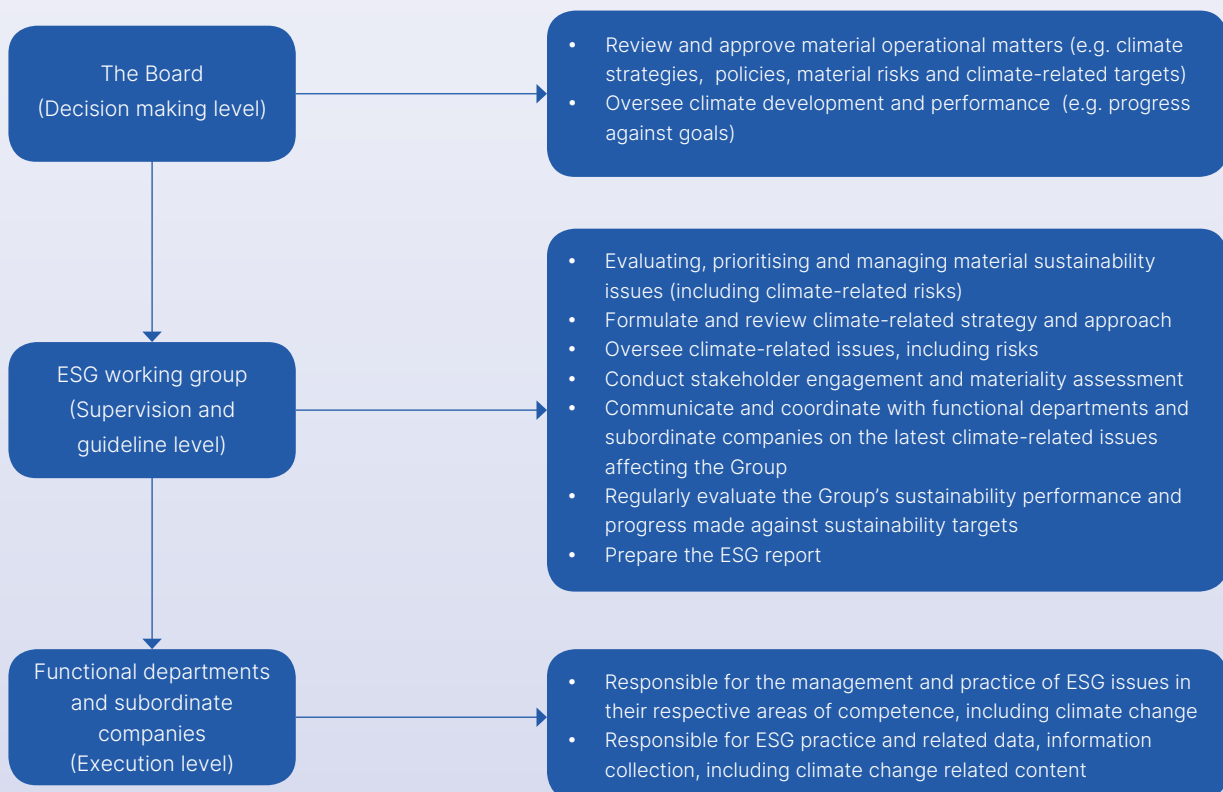 The Board
(Decision making level)
• Review and approve material operational matters (e.g. climate
strategies, policies, material risks and climate-related targets)
• Oversee climate development and performance (e.g. progress
against goals)
ESG working group
(Supervision and
guideline level)
• Evaluating, prioritising and managing material sustainability
issues (including climate-related risks)
• Formulate and review climate-related strategy and approach
• Oversee climate-related issues, including risks
• Conduct stakeholder engagement and materiality assessment
• Communicate and coordinate with functional departments and
subordinate companies on the latest climate-related issues
affecting the Group
• Regularly evaluate the Group's sustainability performance and
progress made against sustainability targets
• Prepare the ESG report
Functional departments
and subordinate
companies
(Execution level)
• Responsible for the management and practice of ESG issues in
their respective areas of competence, including climate change
• Responsible for ESG practice and related data, information
collection, including climate change related content